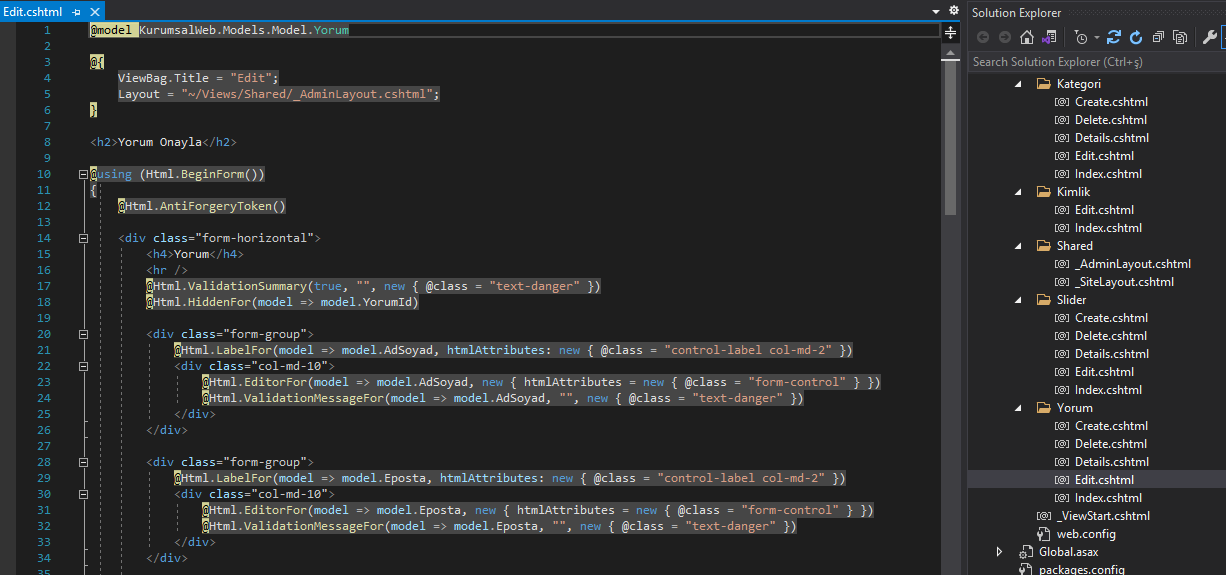 Edit.cshtml
1 @model KurumsalWeb.Models.Model.Yorum
2
3 @{
4 ViewBag.Title = "Edit";
5 Layout = "~/Views/Shared/_AdminLayout.cshtml";
6 }
7
8 <h2>Yorum Onayla</h2>
9
10 @using (Html.BeginForm())
11 {
12 @Html.AntiForgeryToken()
13
14 <div class="form-horizontal">
15 <h4>Yorum</h4>
16 <hr />
17 @Html.ValidationSummary(true, "", new { @class = "text-danger" })
18 @Html.HiddenFor(model => model.YorumId)
19
20 <div class="form-group">
21 @Html.LabelFor(model => model.AdSoyad, htmlAttributes: new { @class = "control-label col-md-2" })
22 <div class="col-md-10">
23 @Html.EditorFor(model => model.AdSoyad, new { htmlAttributes = new { @class = "form-control" } })
24 @Html.ValidationMessageFor(model => model.AdSoyad, "", new { @class = "text-danger" })
25 </div>
26 </div>
27
28 <div class="form-group">
29 @Html.LabelFor(model => model.Eposta, htmlAttributes: new { @class = "control-label col-md-2" })
30 <div class="col-md-10">
31 @Html.EditorFor(model => model.Eposta, new { htmlAttributes = new { @class = "form-control" } })
32 @Html.ValidationMessageFor(model => model.Eposta, "", new { @class = "text-danger" })
33 </div>
34 </div>
35
Solution Explorer
Search Solution Explorer (Ctrl+ş)
Kategori
Create.cshtml
Delete.cshtml
Details.cshtml
Edit.cshtml
Index.cshtml
Kimlik
Edit.cshtml
Index.cshtml
Shared
_AdminLayout.cshtml
_SiteLayout.cshtml
Slider
Create.cshtml
Delete.cshtml
Details.cshtml
Edit.cshtml
Index.cshtml
Yorum
Create.cshtml
Delete.cshtml
Details.cshtml
Edit.cshtml
Index.cshtml
_ViewStart.cshtml
web.config
Global.asax
packages.config